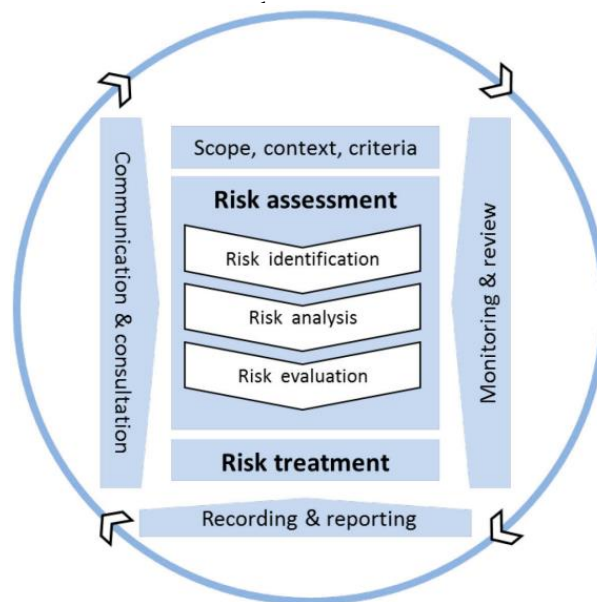 Scope, context, criteria
Risk assessment
Risk identification
Risk analysis
Risk evaluation
Risk treatment
Recording & reporting
Communication & consultation
Monitoring & review